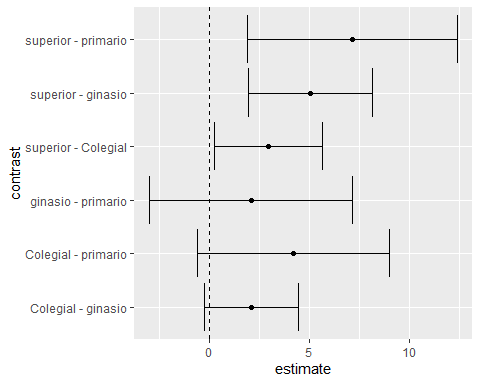 superior - primario
superior - ginasio
superior - Colegial
ginasio - primario
Colegial - primario
Colegial - ginasio
contrast
0 5 10
estimate